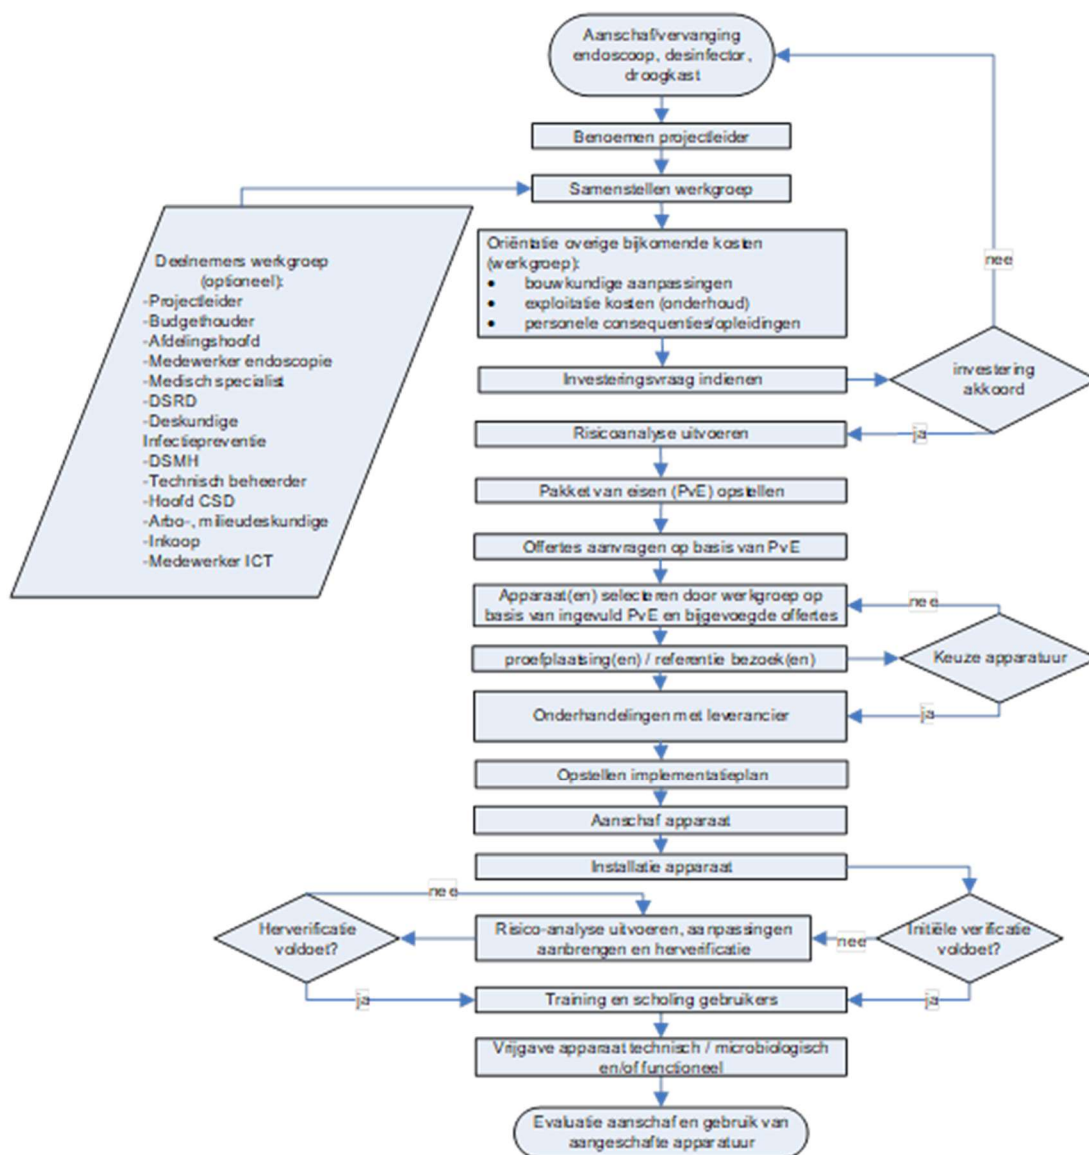 Aanschaf/vervanging
endoscoop, desinfector,
droogkast
Benoemen projectleider
Samenstellen werkgroep
Deelnemers werkgroep
(optioneel):
-Projectleider
-Budgethouder
-Afdelingshoofd
-Medewerker endoscopie
-Medisch specialist
-DSRD
-Deskundige
Infectiepreventie
-DSMH
-Technisch beheerder
-Hoofd CSD
-Arbo-, milieudeskundige
-Inkoop
-Medewerker ICT
Oriëntatie overige bijkomende kosten
(werkgroep):
• bouwkundige aanpassingen
• exploitatie kosten (onderhoud)
• personele consequenties/opleidingen
nee
Investeringsvraag indienen
investering
akkoord
ja
Risicoanalyse uitvoeren
Pakket van eisen (PvE) opstellen
Offertes aanvragen op basis van PvE
Apparaat(en) selecteren door werkgroep op
basis van ingevuld PvE en bijgevoegde offertes
nee
proefplaatsing(en) / referentie bezoek(en)
Keuze apparatuur
ja
Onderhandelingen met leverancier
Opstellen implementatieplan
Aanschaf apparaat
Installatie apparaat
nee
Herverificatie
voldoet?
Risico-analyse uitvoeren, aanpassingen
aanbrengen en herverificatie
nee
Initiële verificatie
voldoet?
ja
Training en scholing gebruikers
ja
Vrijgave apparaat technisch / microbiologisch
en/of functioneel
Evaluatie aanschaf en gebruik van
aangeschafte apparatuur